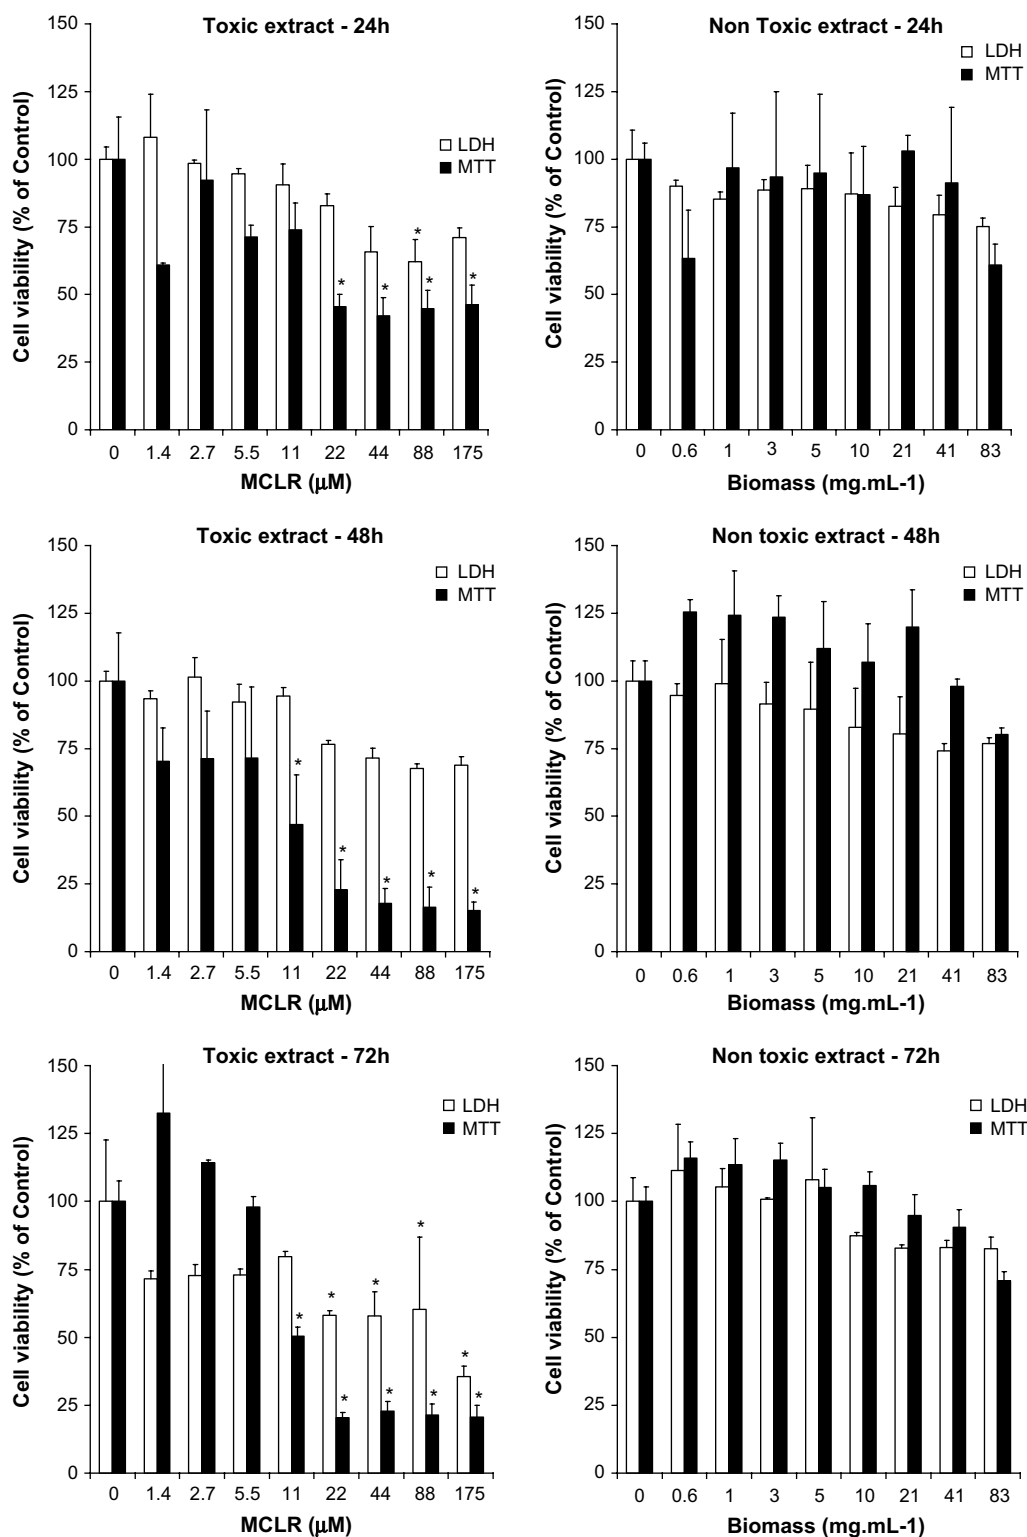 Toxic extract - 24h
150
125
100
75
50
25
0
Cell viability (% of Control)
LDH
MTT
* * * * *
0 1.4 2.7 5.5 11 22 44 88 175
MCLR (μM)
Non Toxic extract - 24h
150
125
100
75
50
25
0
Cell viability (% of Control)
LDH
MTT
0 0.6 1 3 5 10 21 41 83
Biomass (mg.mL-1)
Toxic extract - 48h
150
125
100
75
50
25
0
Cell viability (% of Control)
LDH
MTT
* * * * *
0 1.4 2.7 5.5 11 22 44 88 175
MCLR (μM)
Non toxic extract - 48h
150
125
100
75
50
25
0
Cell viability (% of Control)
LDH
MTT
0 0.6 1 3 5 10 21 41 83
Biomass (mg.mL-1)
Toxic extract - 72h
150
125
100
75
50
25
0
Cell viability (% of Control)
LDH
MTT
* * * * * * * * *
0 1.4 2.7 5.5 11 22 44 88 175
MCLR (μM)
Non toxic extract - 72h
150
125
100
75
50
25
0
Cell viability (% of Control)
LDH
MTT
0 0.6 1 3 5 10 21 41 83
Biomass (mg.mL-1)